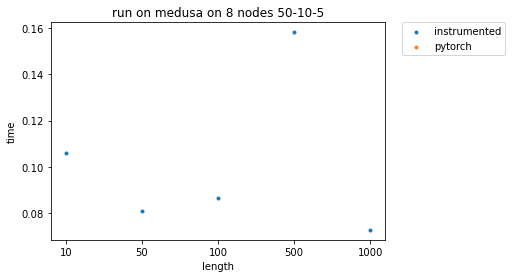 run on medusa on 8 nodes 50-10-5
instrumented
pytorch
0.16
0.14
0.12
0.10
0.08
time
10 50 100 500 1000
length